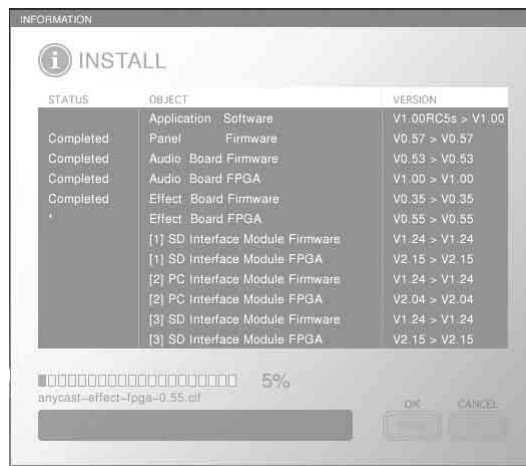 INFORMATION
INSTALL
STATUS OBJECT VERSION
Application Software V1.00RC5s > V1.00
Completed Panel Firmware V0.57 > V0.57
Completed Audio Board Firmware V0.53 > V0.53
Completed Audio Board FPGA V1.00 > V1.00
Completed Effect Board Firmware V0.35 > V0.35
* Effect Board FPGA V0.55 > V0.55
[1] SD Interface Module Firmware V1.24 > V1.24
[1] SD Interface Module FPGA V2.15 > V2.15
[2] PC Interface Module Firmware V1.24 > V1.24
[2] PC Interface Module FPGA V2.04 > V2.04
[3] SD Interface Module Firmware V1.24 > V1.24
[3] SD Interface Module FPGA V2.15 > V2.15
5%
anycast-effect-fpga-0.55.cif
OK CANCEL